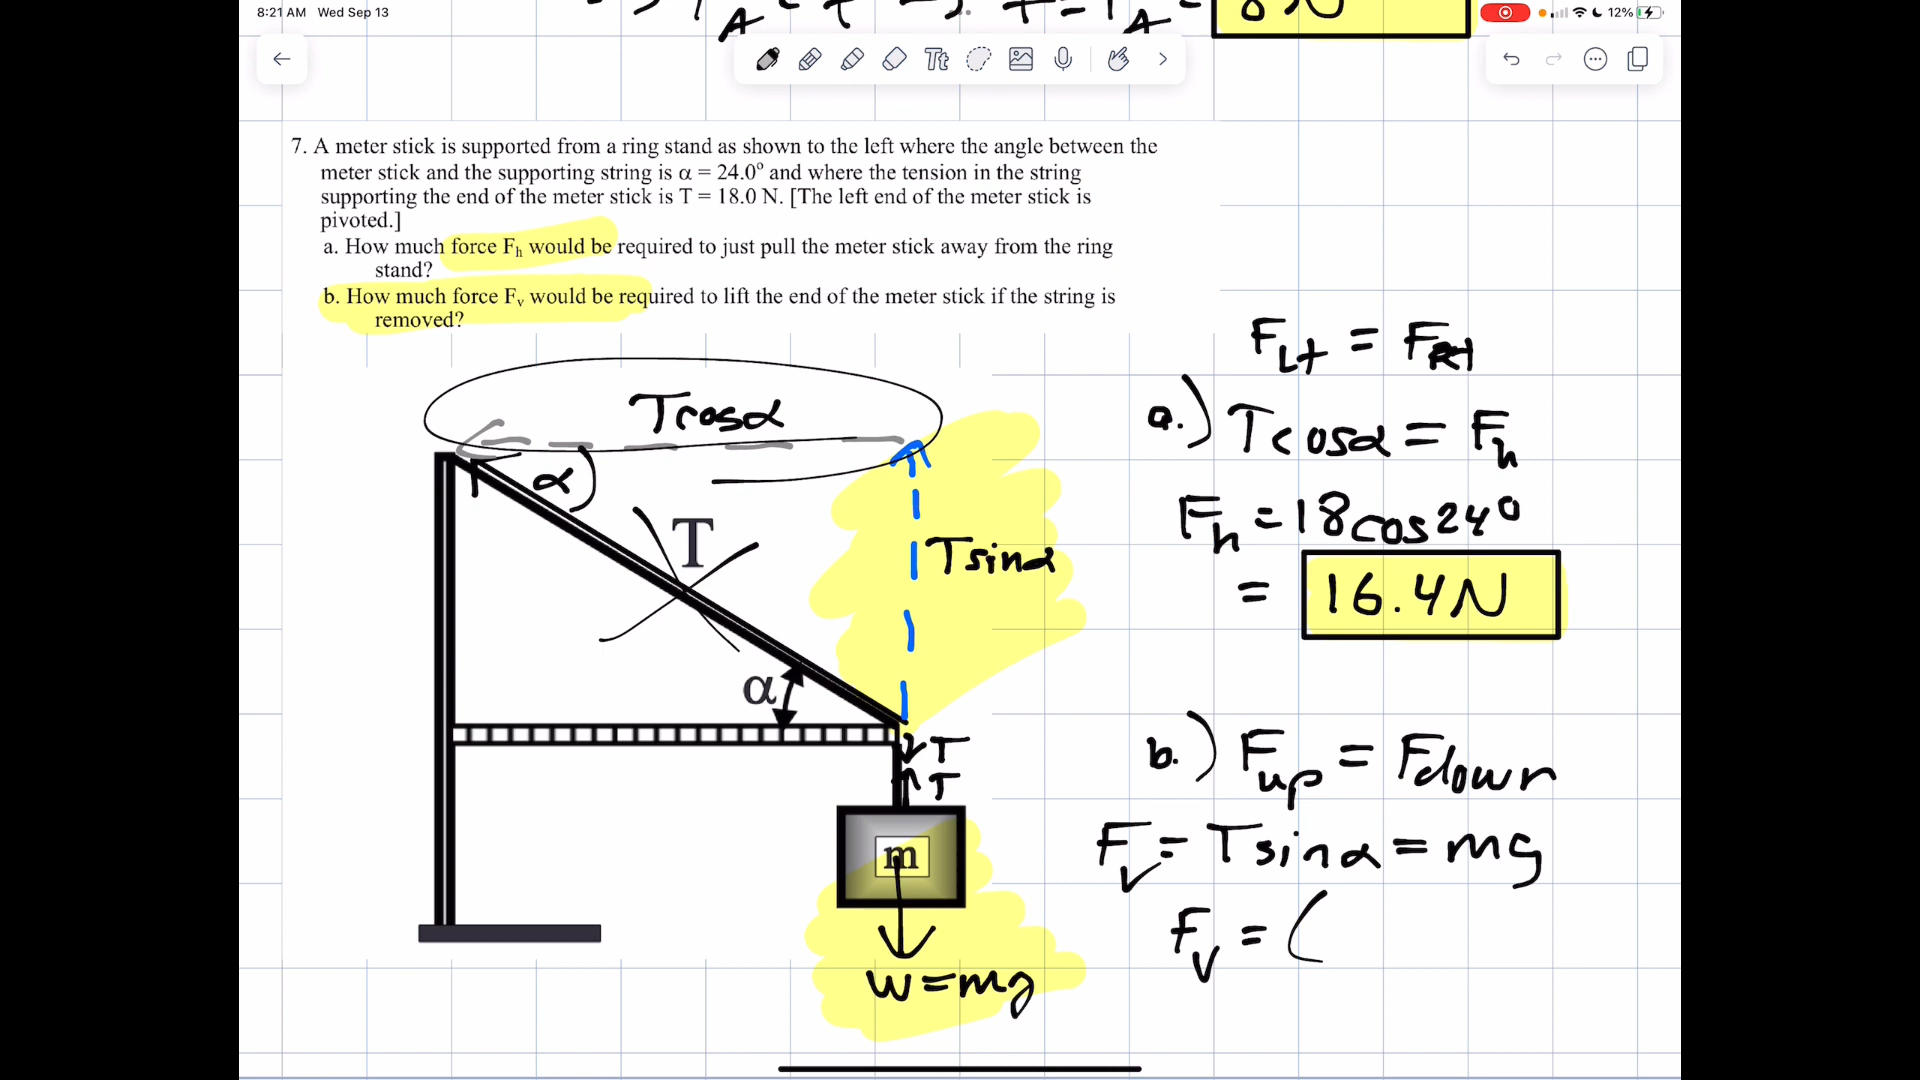 8:21 AM Wed Sep 13
12%
8N
Tt
7. A meter stick is supported from a ring stand as shown to the left where the angle between the
meter stick and the supporting string is α = 24.0° and where the tension in the string
supporting the end of the meter stick is T = 18.0 N. [The left end of the meter stick is
pivoted.]
a. How much force Fh would be required to just pull the meter stick away from the ring
stand?
b. How much force Fv would be required to lift the end of the meter stick if the string is
removed?
FLt = FRt
a.) Tcosα = Fh
Fh = 18cos24°
= 16.4N
b.) Fup = Fdown
Fv = Tsinα = mg
Fv = (
Tcosα
α
T
Tsinα
α
T
T
m
w=mg